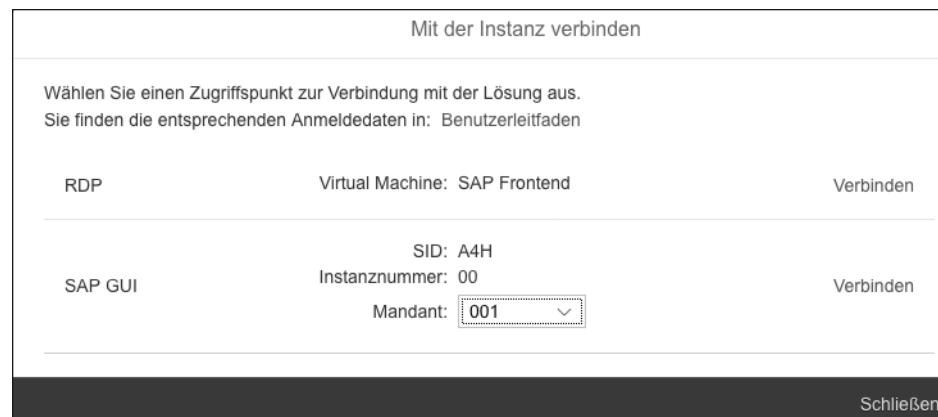 Mit der Instanz verbinden
Wählen Sie einen Zugriffspunkt zur Verbindung mit der Lösung aus.
Sie finden die entsprechenden Anmeldedaten in: Benutzerleitfaden
RDP Virtual Machine: SAP Frontend Verbinden
SID: A4H
SAP GUI Instanznummer: 00 Verbinden
Mandant: 001
Schließen